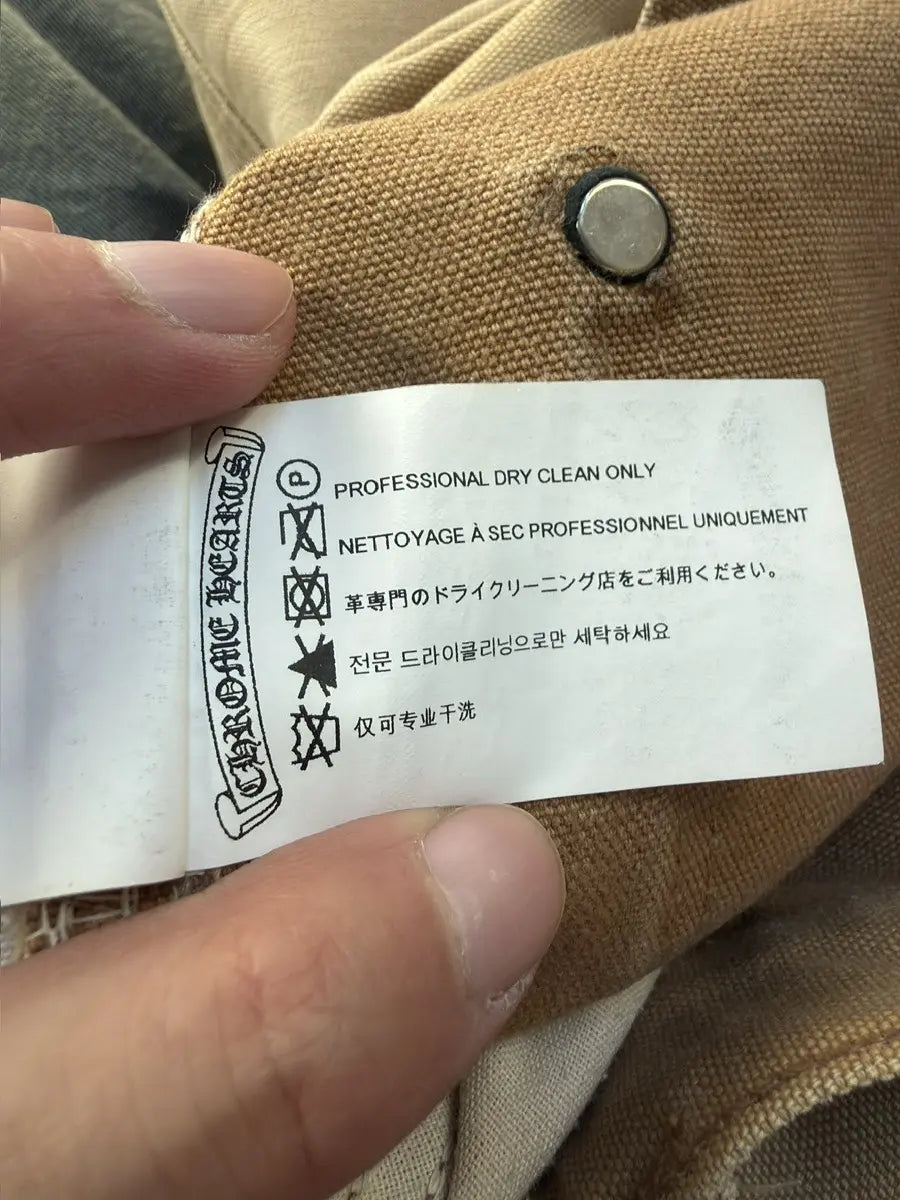 CHROME HEARTS
P
PROFESSIONAL DRY CLEAN ONLY
NETTOYAGE À SEC PROFESSIONNEL UNIQUEMENT
革専門のドライクリーニング店をご利用ください。
전문 드라이클리닝으로만 세탁하세요
仅可专业干洗